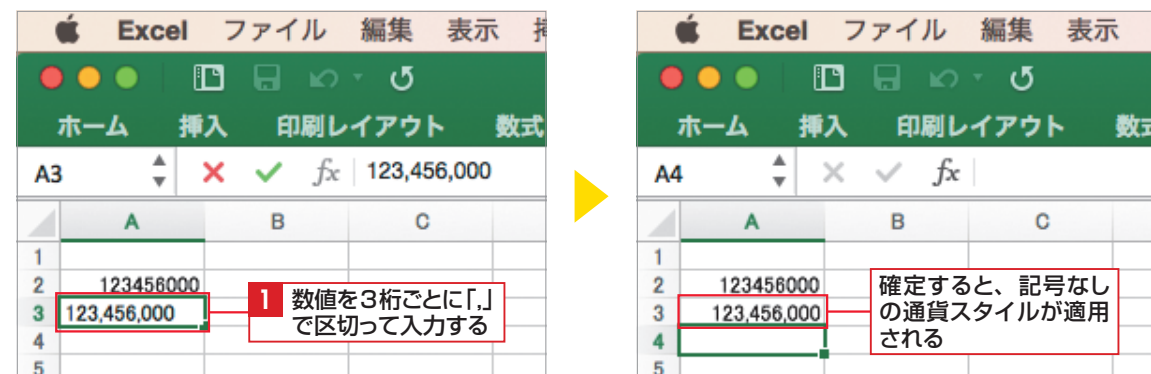 Excel ファイル 編集 表示
ホーム 挿入 印刷レイアウト 数式
A3 fx 123,456,000
A B C
1
2 123456000
3 123,456,000
4
5
1 数値を3桁ごとに「,」
で区切って入力する
Excel ファイル 編集 表示
ホーム 挿入 印刷レイアウト
A4 fx
A B C
1
2 123456000
3 123,456,000
4
5
確定すると、記号なし
の通貨スタイルが適用
される